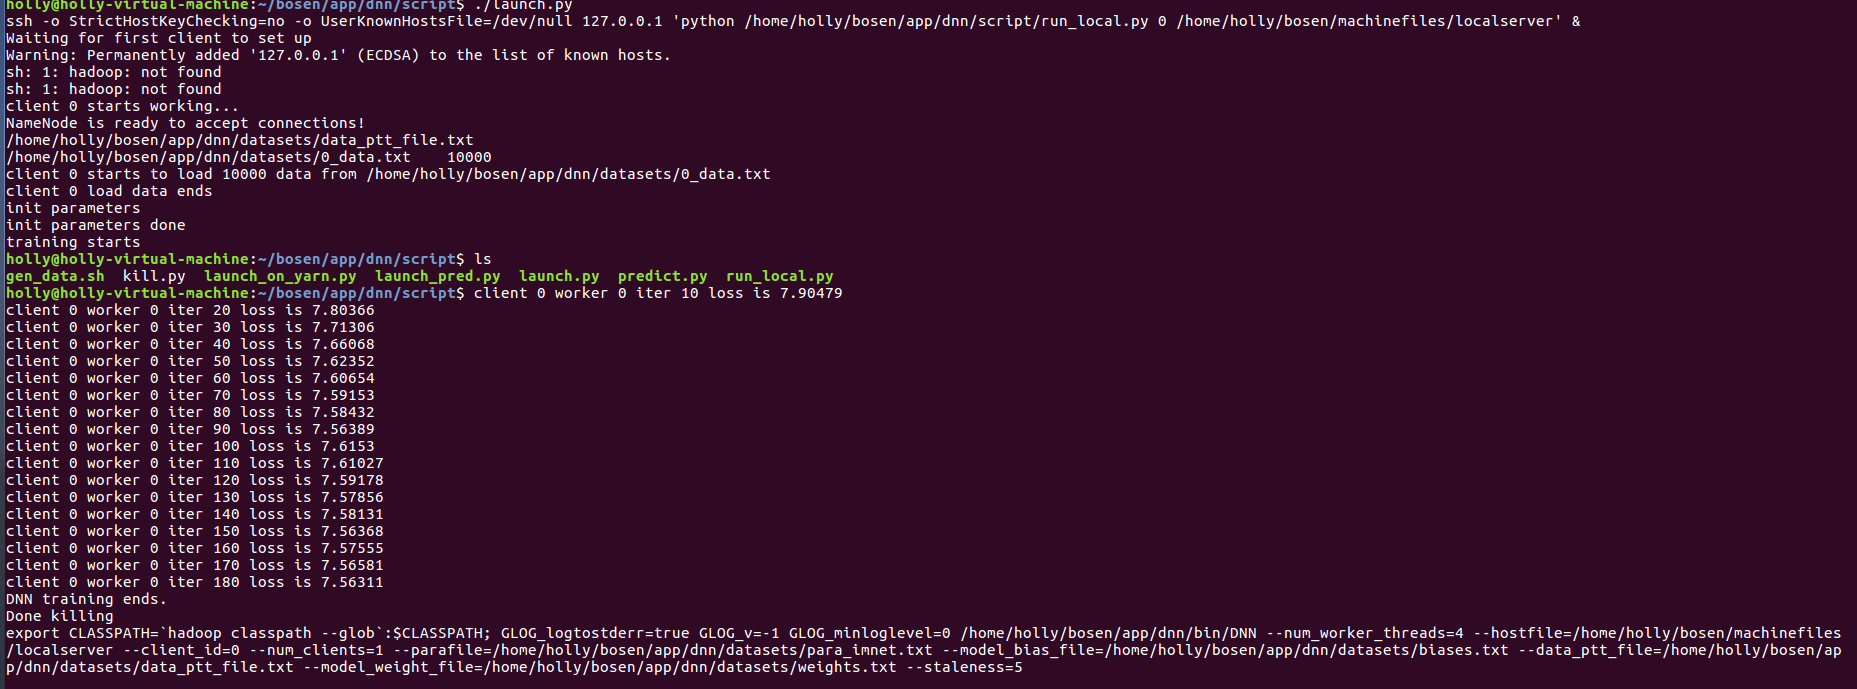 holly@holly-virtual-machine:~/bosen/app/dnn/script$ ./launch.py
ssh -o StrictHostKeyChecking=no -o UserKnownHostsFile=/dev/null 127.0.0.1 'python /home/holly/bosen/app/dnn/script/run_local.py 0 /home/holly/bosen/machinefiles/localserver' &
Waiting for first client to set up
Warning: Permanently added '127.0.0.1' (ECDSA) to the list of known hosts.
sh: 1: hadoop: not found
sh: 1: hadoop: not found
client 0 starts working...
NameNode is ready to accept connections!
/home/holly/bosen/app/dnn/datasets/data_ptt_file.txt
/home/holly/bosen/app/dnn/datasets/0_data.txt    10000
client 0 starts to load 10000 data from /home/holly/bosen/app/dnn/datasets/0_data.txt
client 0 load data ends
init parameters
init parameters done
training starts
holly@holly-virtual-machine:~/bosen/app/dnn/script$ ls
gen_data.sh  kill.py  launch_on_yarn.py  launch_pred.py  launch.py  predict.py  run_local.py
holly@holly-virtual-machine:~/bosen/app/dnn/script$ client 0 worker 0 iter 10 loss is 7.90479
client 0 worker 0 iter 20 loss is 7.80366
client 0 worker 0 iter 30 loss is 7.71306
client 0 worker 0 iter 40 loss is 7.66068
client 0 worker 0 iter 50 loss is 7.62352
client 0 worker 0 iter 60 loss is 7.60654
client 0 worker 0 iter 70 loss is 7.59153
client 0 worker 0 iter 80 loss is 7.58432
client 0 worker 0 iter 90 loss is 7.56389
client 0 worker 0 iter 100 loss is 7.6153
client 0 worker 0 iter 110 loss is 7.61027
client 0 worker 0 iter 120 loss is 7.59178
client 0 worker 0 iter 130 loss is 7.57856
client 0 worker 0 iter 140 loss is 7.58131
client 0 worker 0 iter 150 loss is 7.56368
client 0 worker 0 iter 160 loss is 7.57555
client 0 worker 0 iter 170 loss is 7.56581
client 0 worker 0 iter 180 loss is 7.56311
DNN training ends.
Done killing
export CLASSPATH=`hadoop classpath --glob`:$CLASSPATH; GLOG_logtostderr=true GLOG_v=-1 GLOG_minloglevel=0 /home/holly/bosen/app/dnn/bin/DNN --num_worker_threads=4 --hostfile=/home/holly/bosen/machinefiles
/localserver --client_id=0 --num_clients=1 --parafile=/home/holly/bosen/app/dnn/datasets/para_imnet.txt --model_bias_file=/home/holly/bosen/app/dnn/datasets/biases.txt --data_ptt_file=/home/holly/bosen/ap
p/dnn/datasets/data_ptt_file.txt --model_weight_file=/home/holly/bosen/app/dnn/datasets/weights.txt --staleness=5